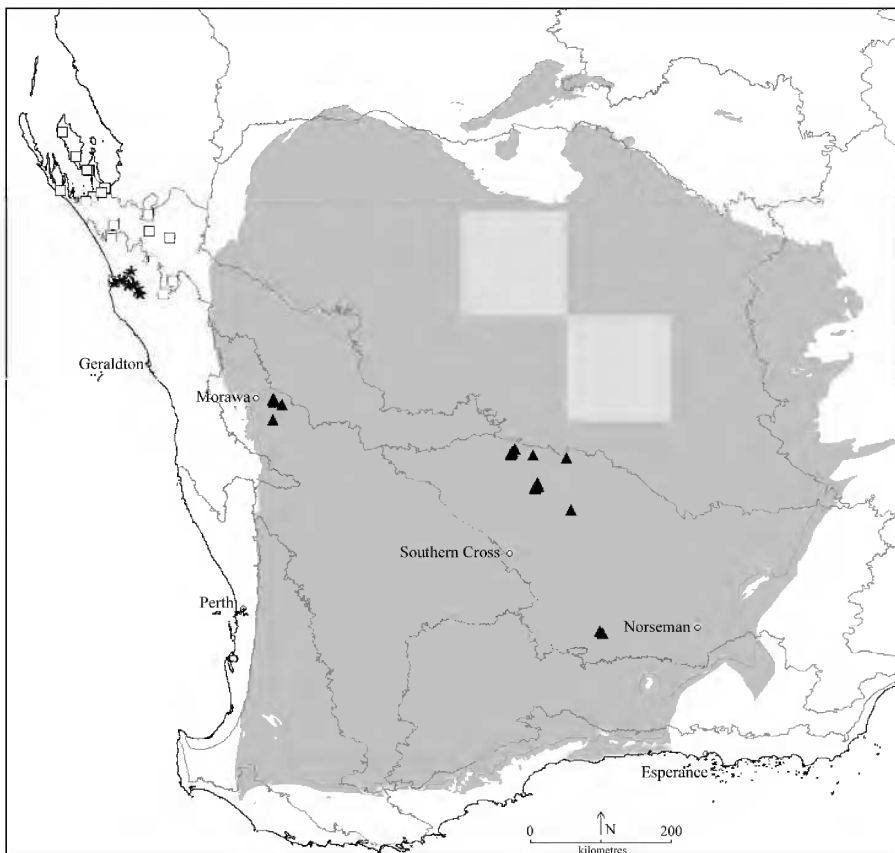 Geraldton
Morawa
Southern Cross
Perth
Norseman
Esperance
N
0 200
kilometres